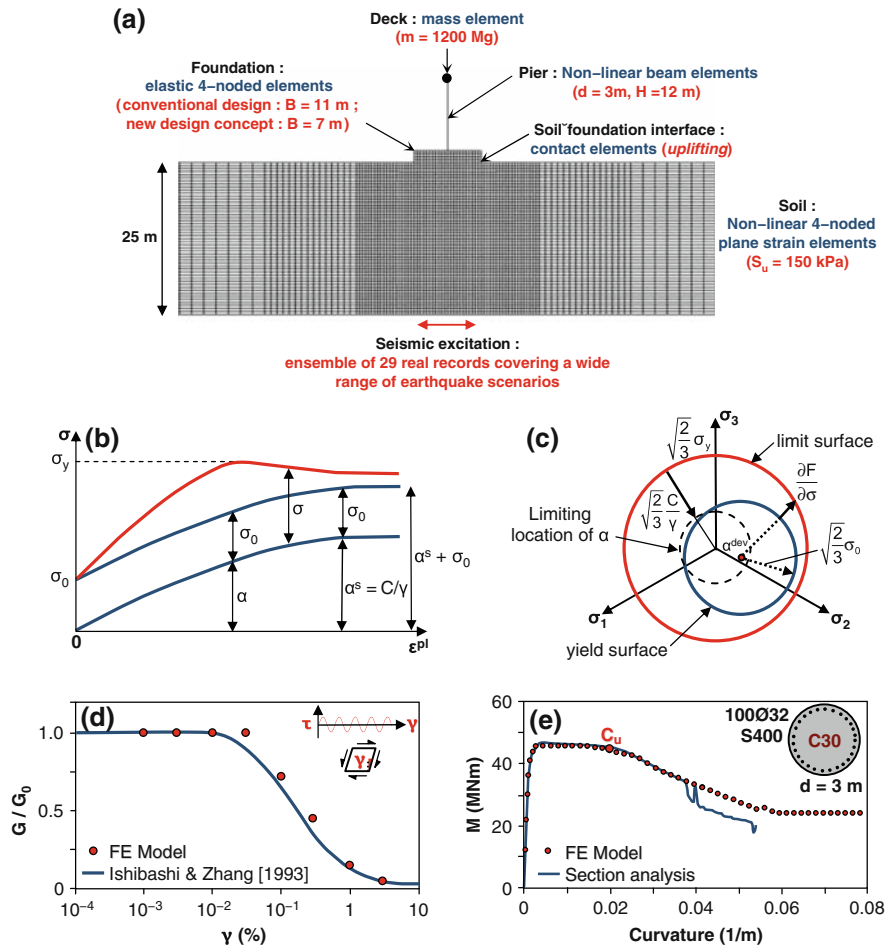 (a)
Deck : mass element
(m = 1200 Mg)
Foundation :
elastic 4–noded elements
(conventional design : B = 11 m ;
new design concept : B = 7 m)
Pier : Non–linear beam elements
(d = 3m, H =12 m)
Soil˘foundation interface :
contact elements (uplifting)
25 m
Soil :
Non–linear 4–noded
plane strain elements
(Sᵤ = 150 kPa)
Seismic excitation :
ensemble of 29 real records covering a wide
range of earthquake scenarios
(b)
σ
σy
σ₀
0
σ
σ₀
σ₀
α
αˢ = C/γ
αˢ + σ₀
εᵖˡ
(c)
σ₃
√(2/3) σy
limit surface
∂F/∂σ
√(2/3) C/γ
Limiting
location of α
αᵈᵉᵛ
√(2/3) σ₀
σ₁
σ₂
yield surface
(d)
τ
γ
γ
G / G₀
1.0
0.5
0
FE Model
Ishibashi & Zhang [1993]
10⁻⁴
10⁻³
10⁻²
10⁻¹
1
10
γ (%)
(e)
M (MNm)
60
40
20
0
Cᵤ
100Ø32
S400
C30
d = 3 m
FE Model
Section analysis
0
0.02
0.04
0.06
0.08
Curvature (1/m)